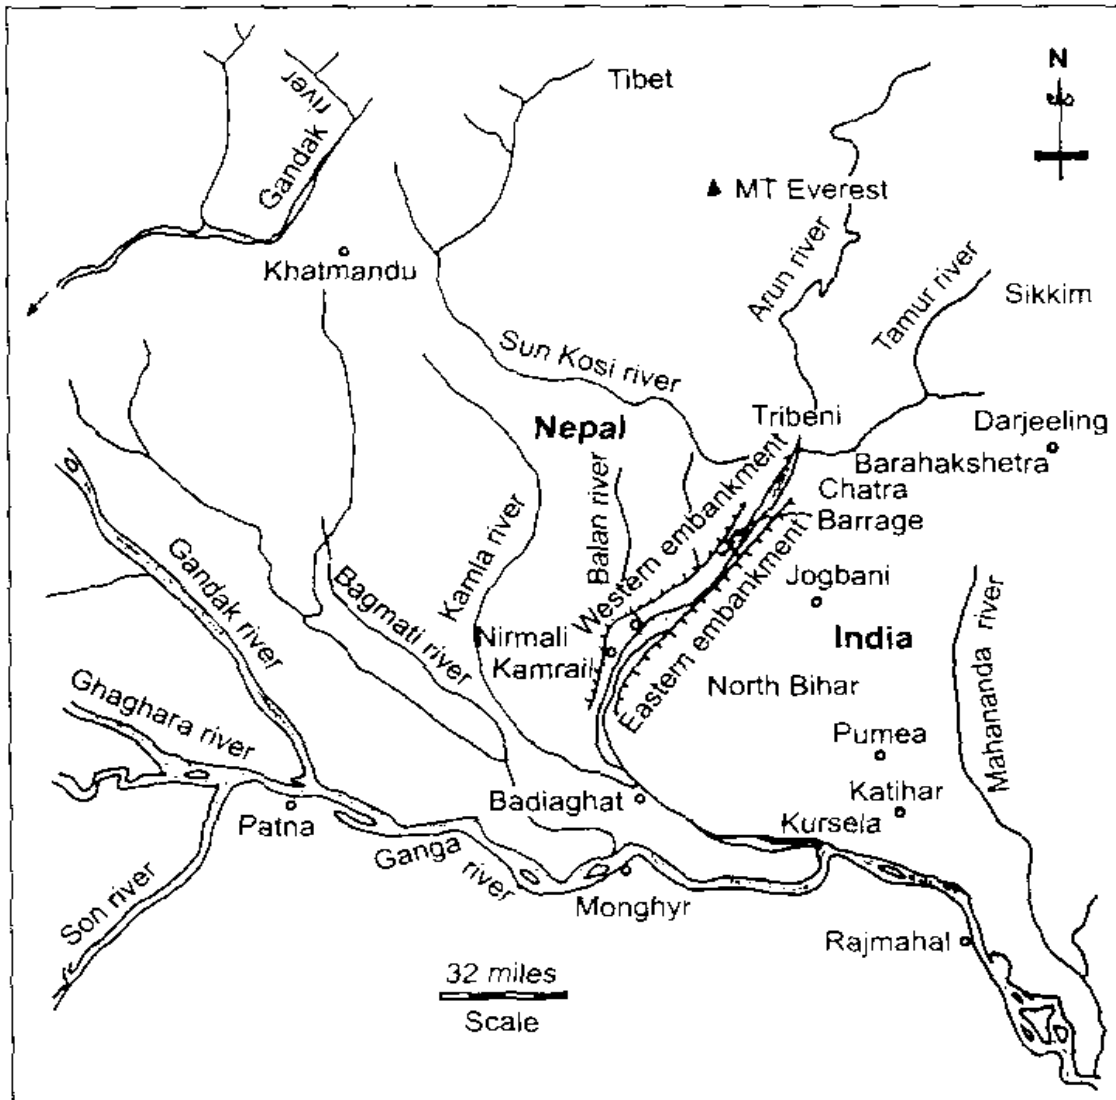 N
Tibet
Gandak
river
MT Everest
Khatmandu
Arun river
Tamur river
Sikkim
Sun Kosi river
Nepal
Tribeni
Darjeeling
Barahakshetra
Chatra
Barrage
Western embankment
Eastern embankment
Balan river
Kamla river
Bagmati river
Gandak river
Jogbani
Nirmali
Kamrail
India
North Bihar
Mahananda river
Ghaghara river
Pumea
Katihar
Badiaghat
Kursela
Patna
Ganga
river
Son river
Monghyr
Rajmahal
32 miles
Scale